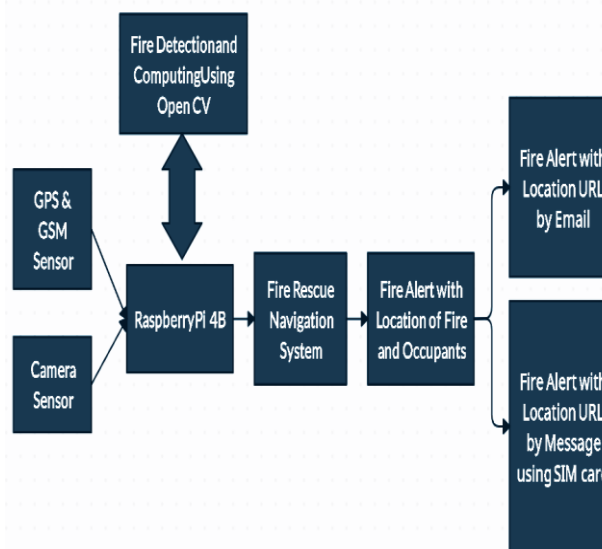 Fire Detectionand
ComputingUsing
Open CV
GPS &
GSM
Sensor
Camera
Sensor
RaspberryPi 4B
Fire Rescue
Navigation
System
Fire Alert with
Location of Fire
and Occupants
Fire Alert with
Location URL
by Email
Fire Alert with
Location URL
by Message
using SIM card